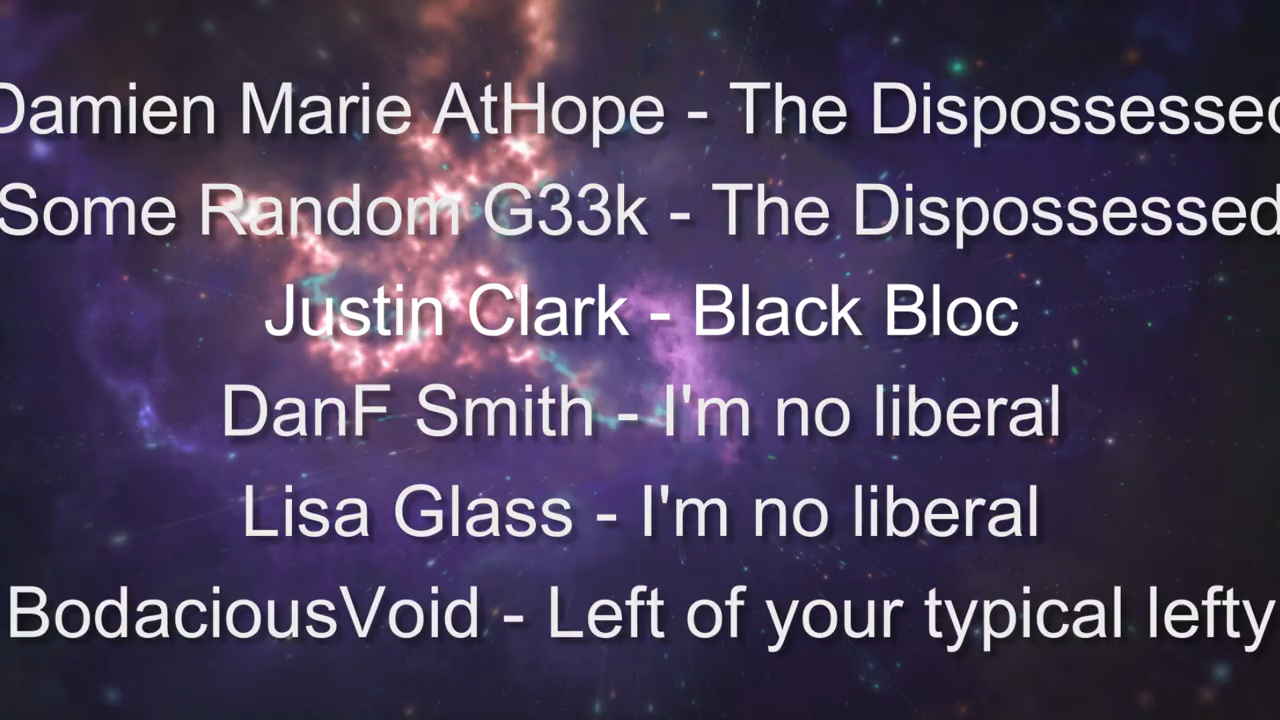 Damien Marie AtHope - The Dispossessed
Some Random G33k - The Dispossessed
Justin Clark - Black Bloc
DanF Smith - I'm no liberal
Lisa Glass - I'm no liberal
BodaciousVoid - Left of your typical lefty